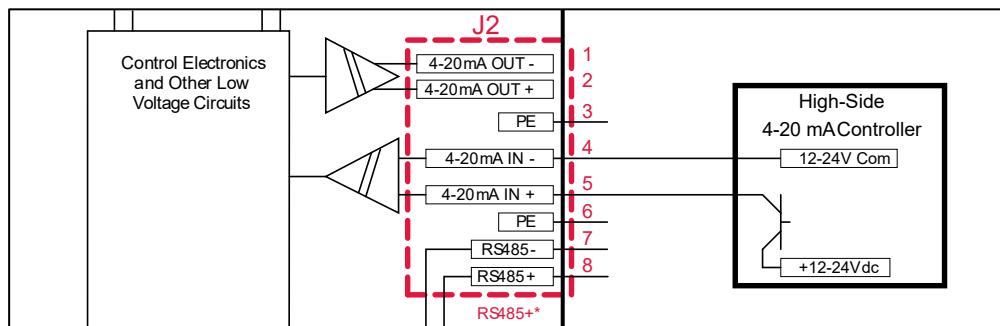 J2
Control Electronics
and Other Low
Voltage Circuits
4-20mA OUT -
1
4-20mA OUT +
2
PE
3
4-20mA IN -
4
4-20mA IN +
5
PE
6
RS485-
7
RS485+
8
RS485+*
High-Side
4-20 mAController
12-24V Com
+12-24Vdc